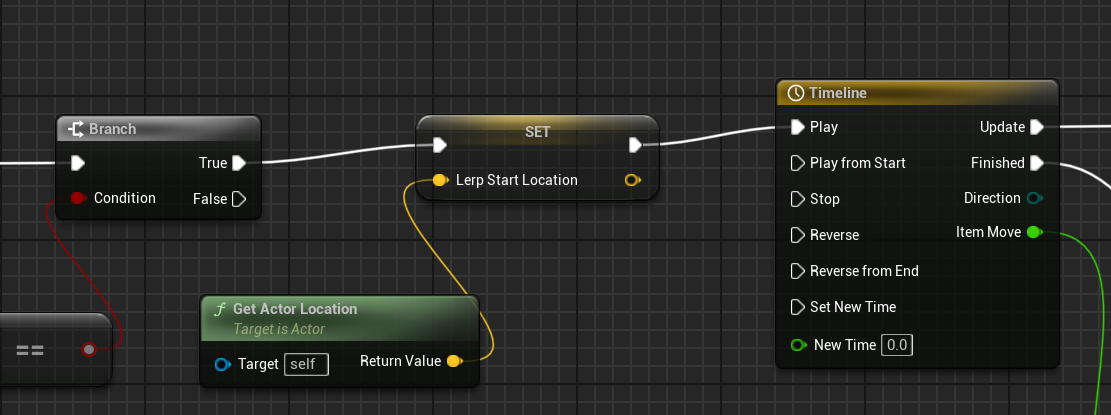 Branch
True
Condition
False
==
SET
Lerp Start Location
Get Actor Location
Target is Actor
Target self
Return Value
Timeline
Play
Update
Play from Start
Finished
Stop
Direction
Reverse
Item Move
Reverse from End
Set New Time
New Time 0.0